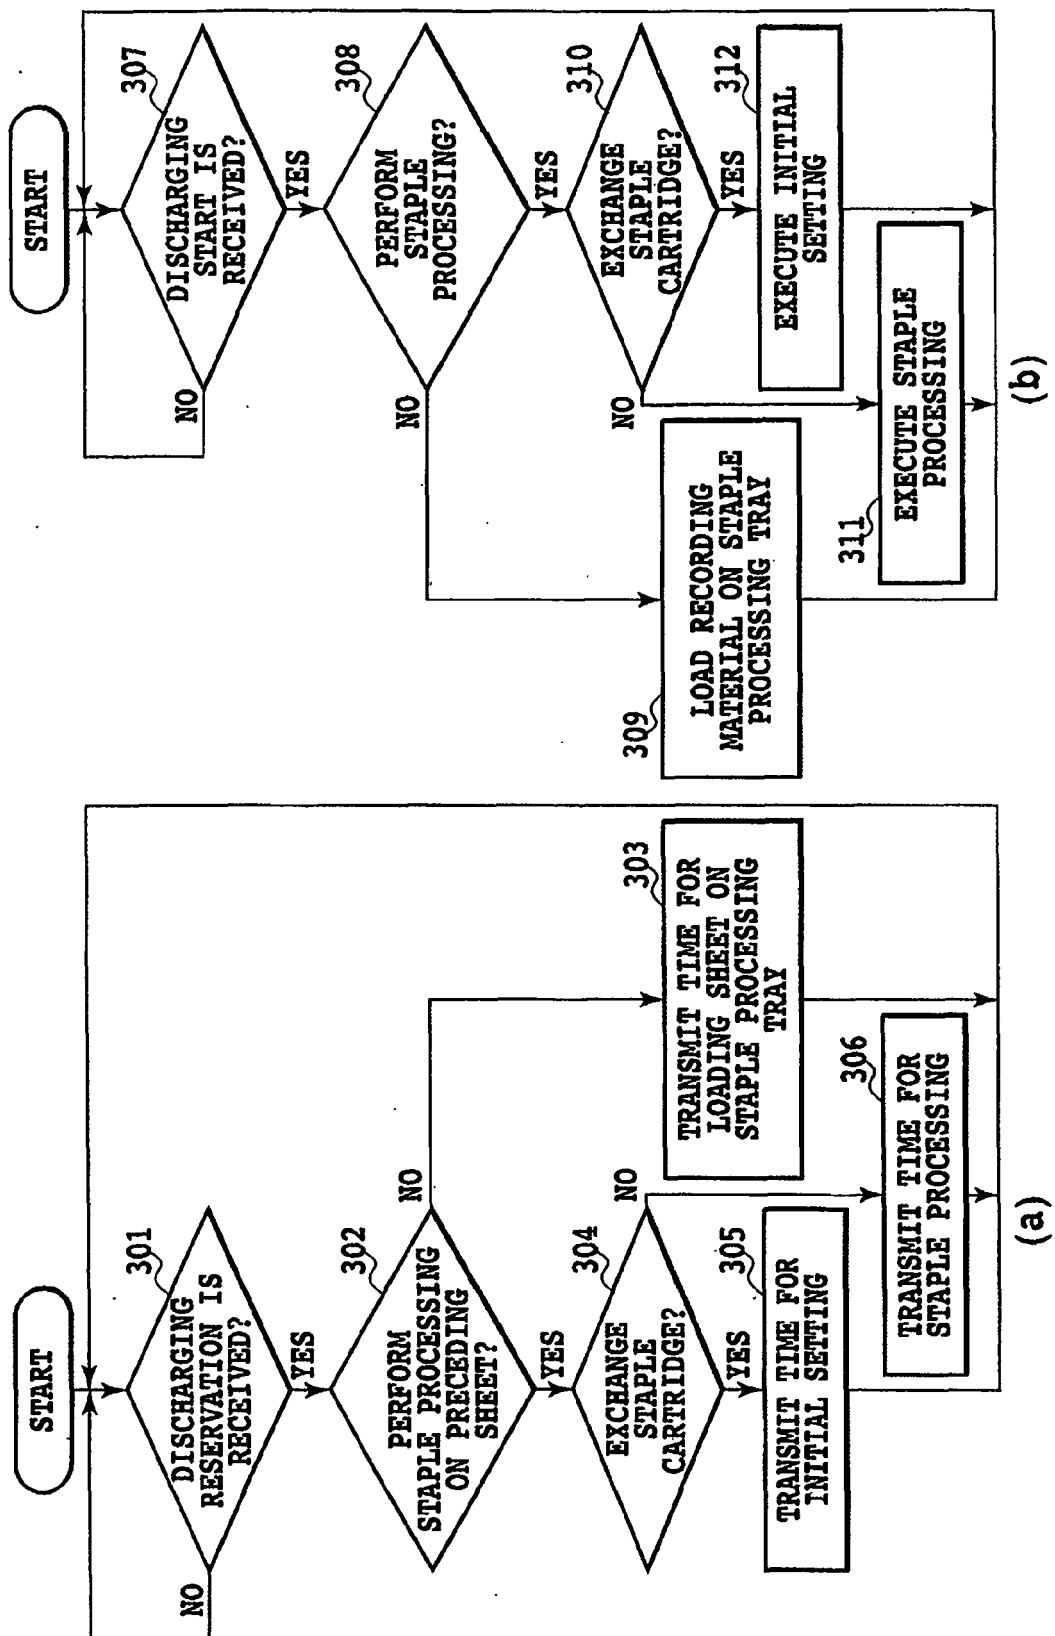 START
301
DISCHARGING
RESERVATION IS
RECEIVED?
NO
YES
302
PERFORM
STAPLE PROCESSING
ON PRECEDING
SHEET?
NO
YES
303
TRANSMIT TIME FOR
LOADING SHEET ON
STAPLE PROCESSING
TRAY
304
EXCHANGE
STAPLE
CARTRIDGE?
NO
YES
305
TRANSMIT TIME FOR
INITIAL SETTING
306
TRANSMIT TIME FOR
STAPLE PROCESSING
(a)
START
307
DISCHARGING
START IS
RECEIVED?
NO
YES
308
PERFORM
STAPLE
PROCESSING?
NO
YES
309
LOAD RECORDING
MATERIAL ON STAPLE
PROCESSING TRAY
310
EXCHANGE
STAPLE
CARTRIDGE?
NO
YES
311
EXECUTE STAPLE
PROCESSING
312
EXECUTE INITIAL
SETTING
(b)